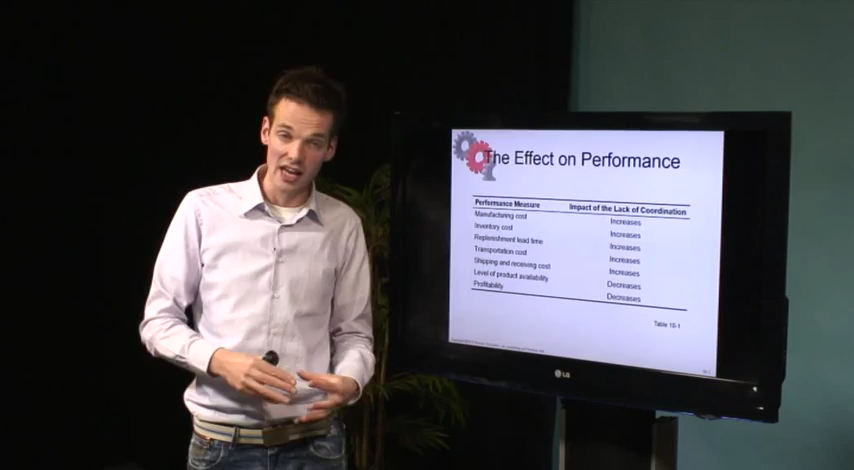 The Effect on Performance
Performance Measure Impact of the Lack of Coordination
Manufacturing cost Increases
Inventory cost Increases
Replenishment lead time Increases
Transportation cost Increases
Shipping and receiving cost Increases
Level of product availability Decreases
Profitability Decreases
Table 10-1
LG